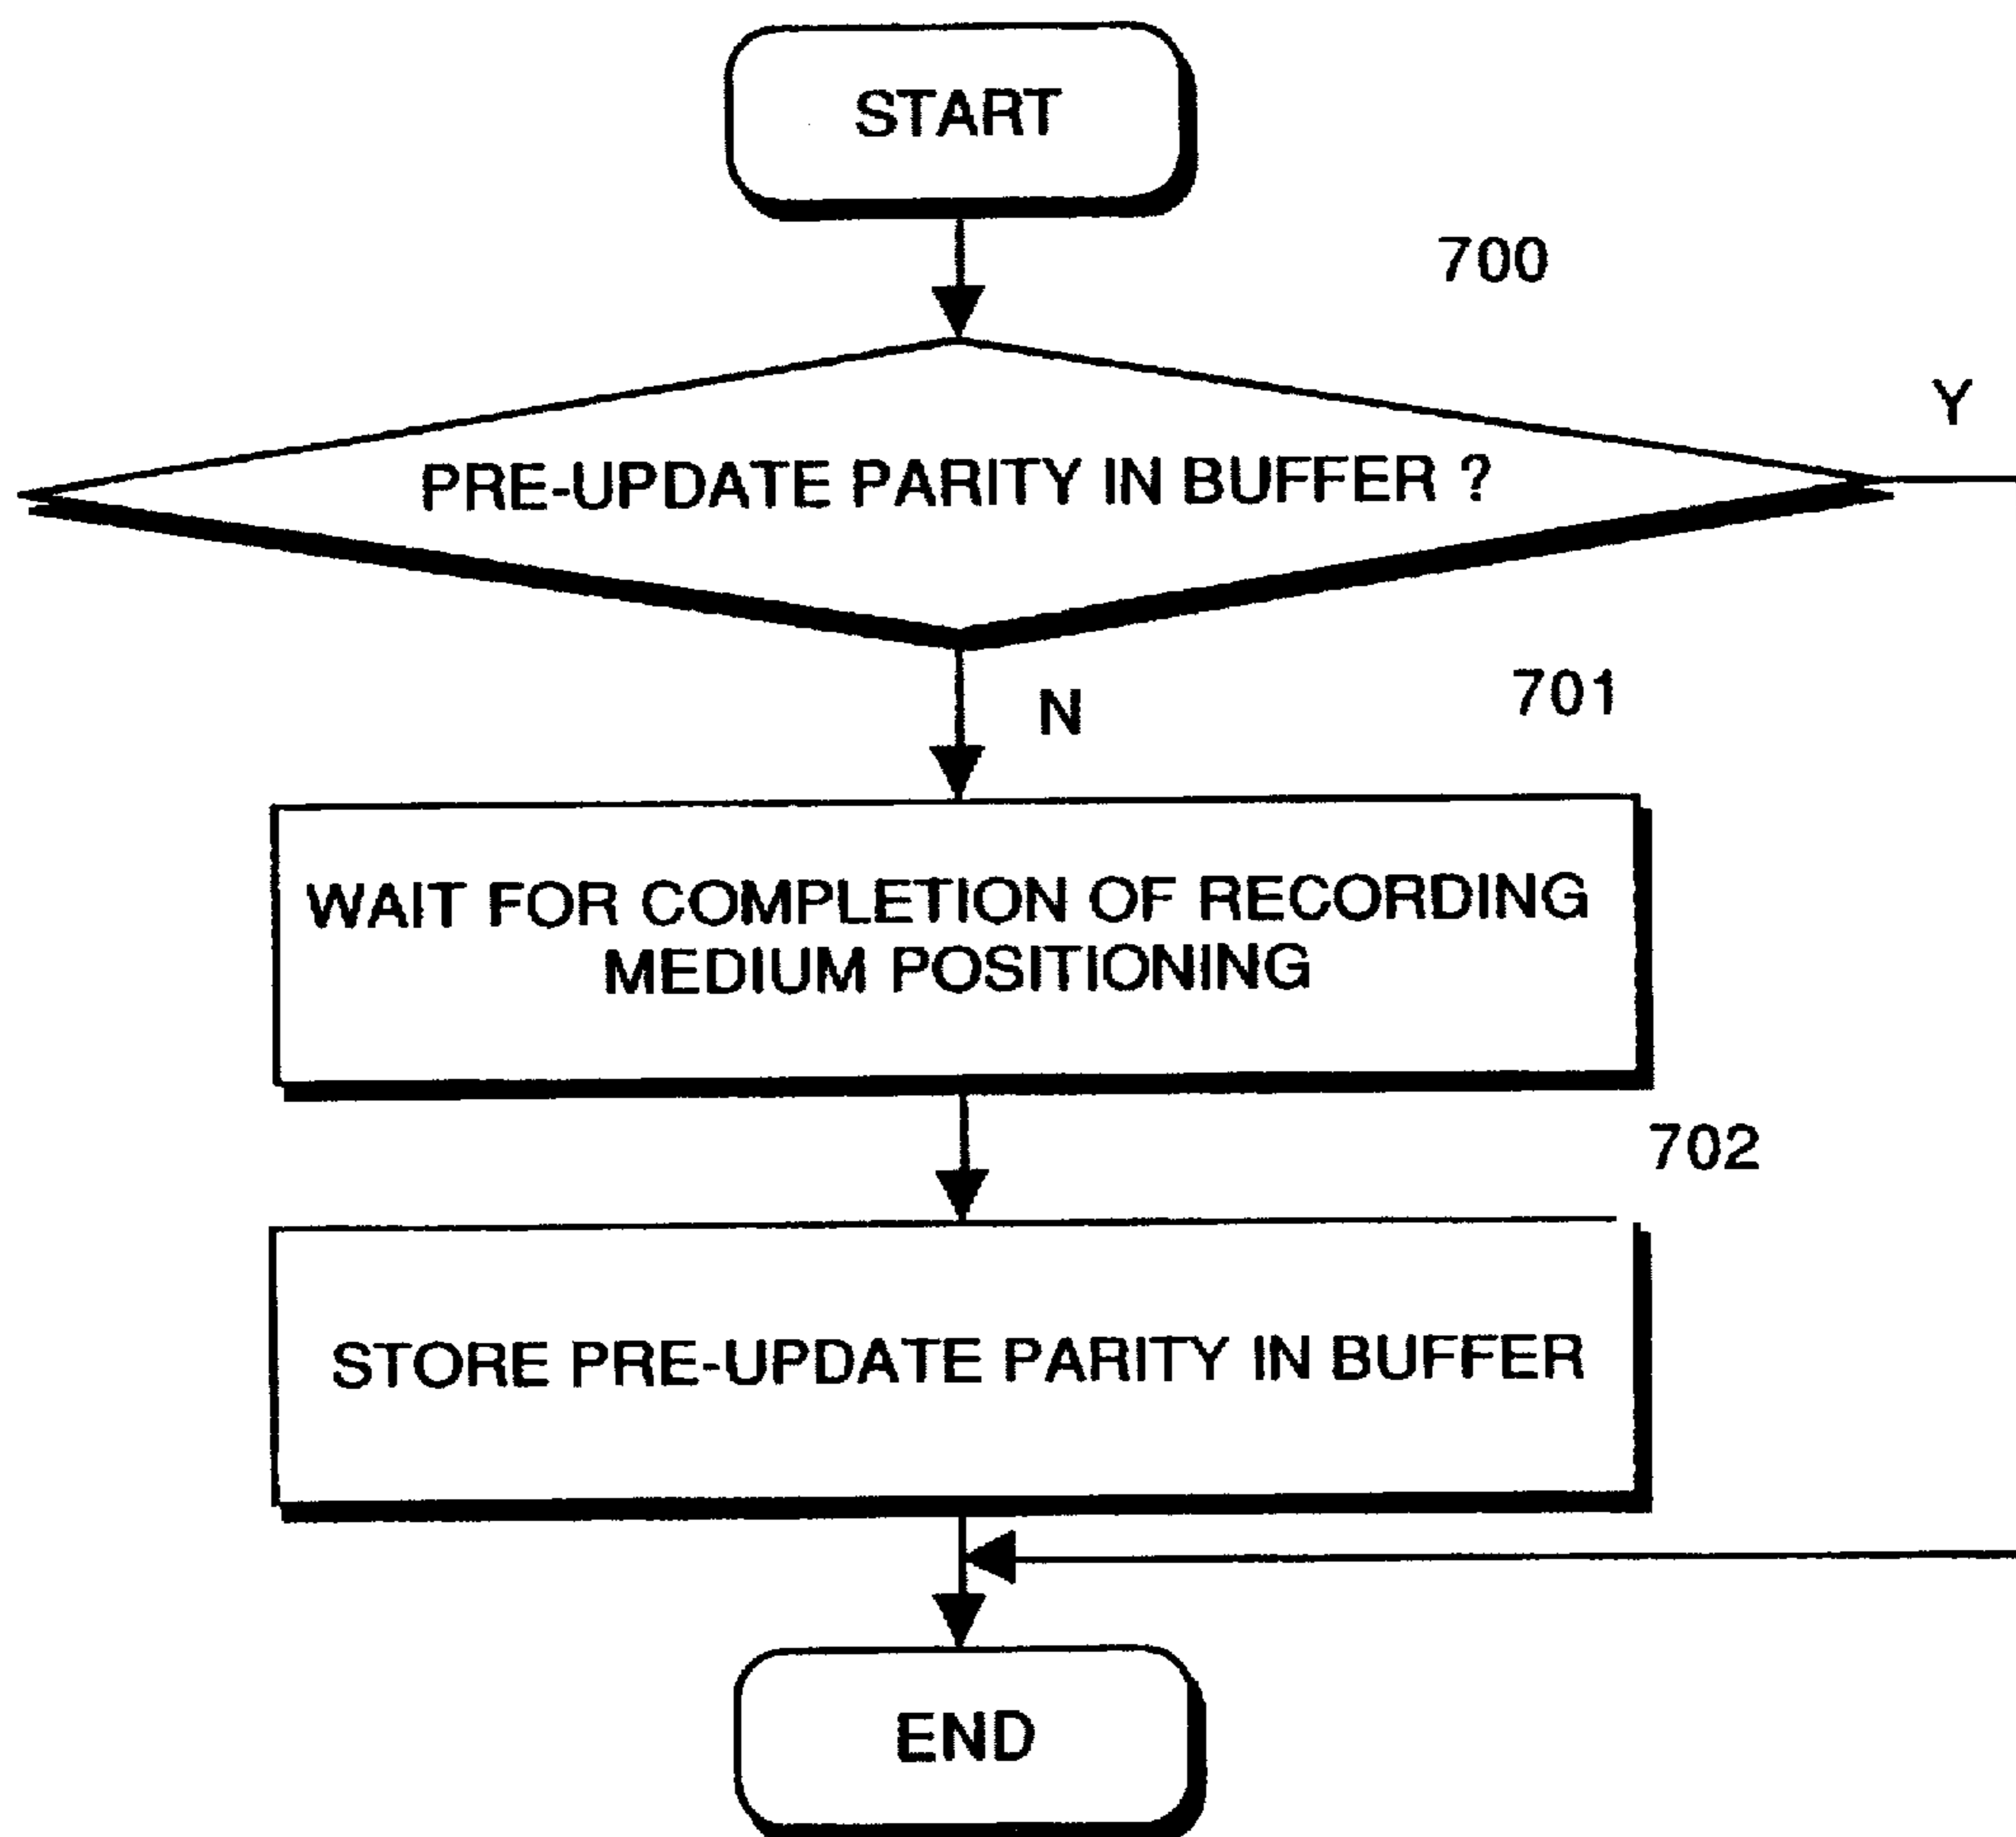 START
700
Y
PRE-UPDATE PARITY IN BUFFER ?
N
701
WAIT FOR COMPLETION OF RECORDING
MEDIUM POSITIONING
702
STORE PRE-UPDATE PARITY IN BUFFER
END